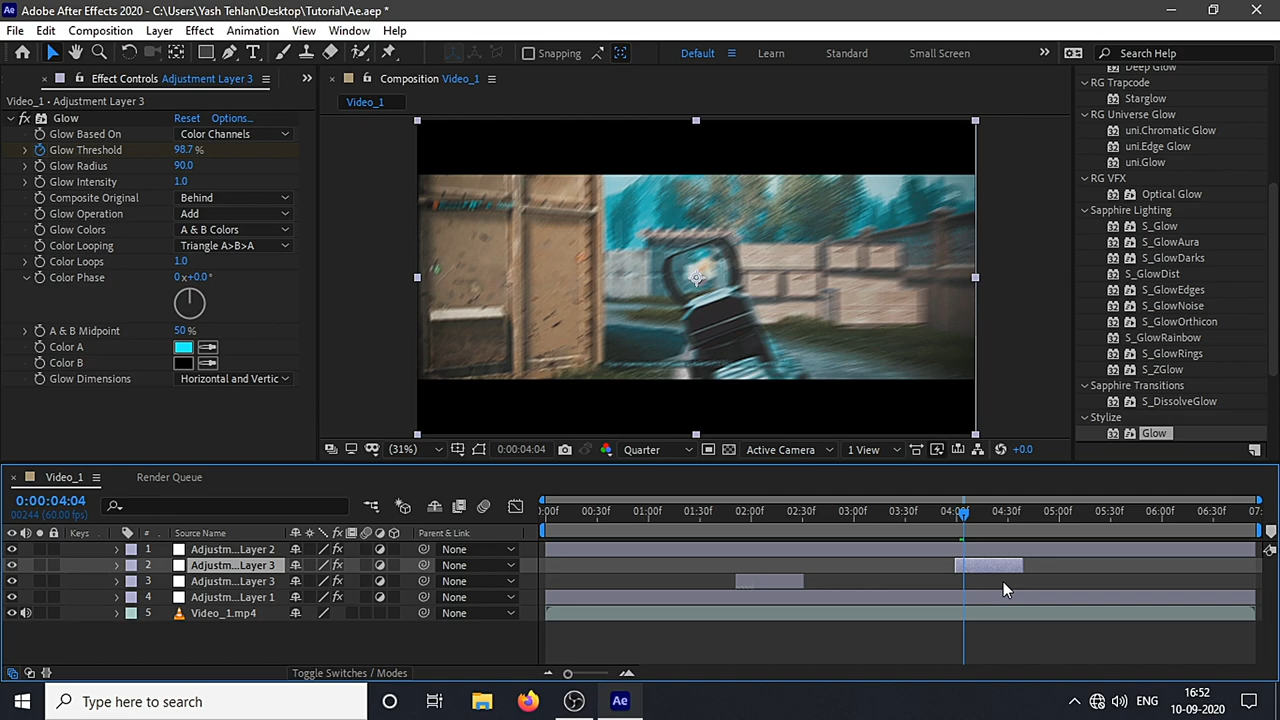 Adobe After Effects 2020 - C:\Users\Yash Tehlan\Desktop\Tutorial\Ae.aep *
File Edit Composition Layer Effect Animation View Window Help
Snapping Default Learn Standard Small Screen Search Help
Effect Controls Adjustment Layer 3
Composition Video_1
Video_1 • Adjustment Layer 3
Video_1
Glow Reset Options...
Glow Based On Color Channels
Glow Threshold 98.7 %
Glow Radius 90.0
Glow Intensity 1.0
Composite Original Behind
Glow Operation Add
Glow Colors A & B Colors
Color Looping Triangle A>B>A
Color Loops 1.0
Color Phase 0 x+0.0 °
A & B Midpoint 50 %
Color A
Color B
Glow Dimensions Horizontal and Vertic
Deep Glow
RG Trapcode
Starglow
RG Universe Glow
uni.Chromatic Glow
uni.Edge Glow
uni.Glow
RG VFX
Optical Glow
Sapphire Lighting
S_Glow
S_GlowAura
S_GlowDarks
S_GlowDist
S_GlowEdges
S_GlowNoise
S_GlowOrthicon
S_GlowRainbow
S_GlowRings
S_ZGlow
Sapphire Transitions
S_DissolveGlow
Stylize
Glow
(31%) 0:00:04:04 Quarter Active Camera 1 View +0.0
Video_1 Render Queue
0:00:04:04
00244 (60.00 fps)
00:30f 01:00f 01:30f 02:00f 02:30f 03:00f 03:30f 04:30f 05:00f 05:30f 06:00f 06:30f 07:
Keys # Source Name Parent & Link
1 Adjustm...Layer 2 None
2 Adjustm...Layer 3 None
3 Adjustm...Layer 3 None
4 Adjustm...Layer 1 None
5 Video_1.mp4 None
Toggle Switches / Modes
Type here to search
Ae
ENG
16:52
10-09-2020